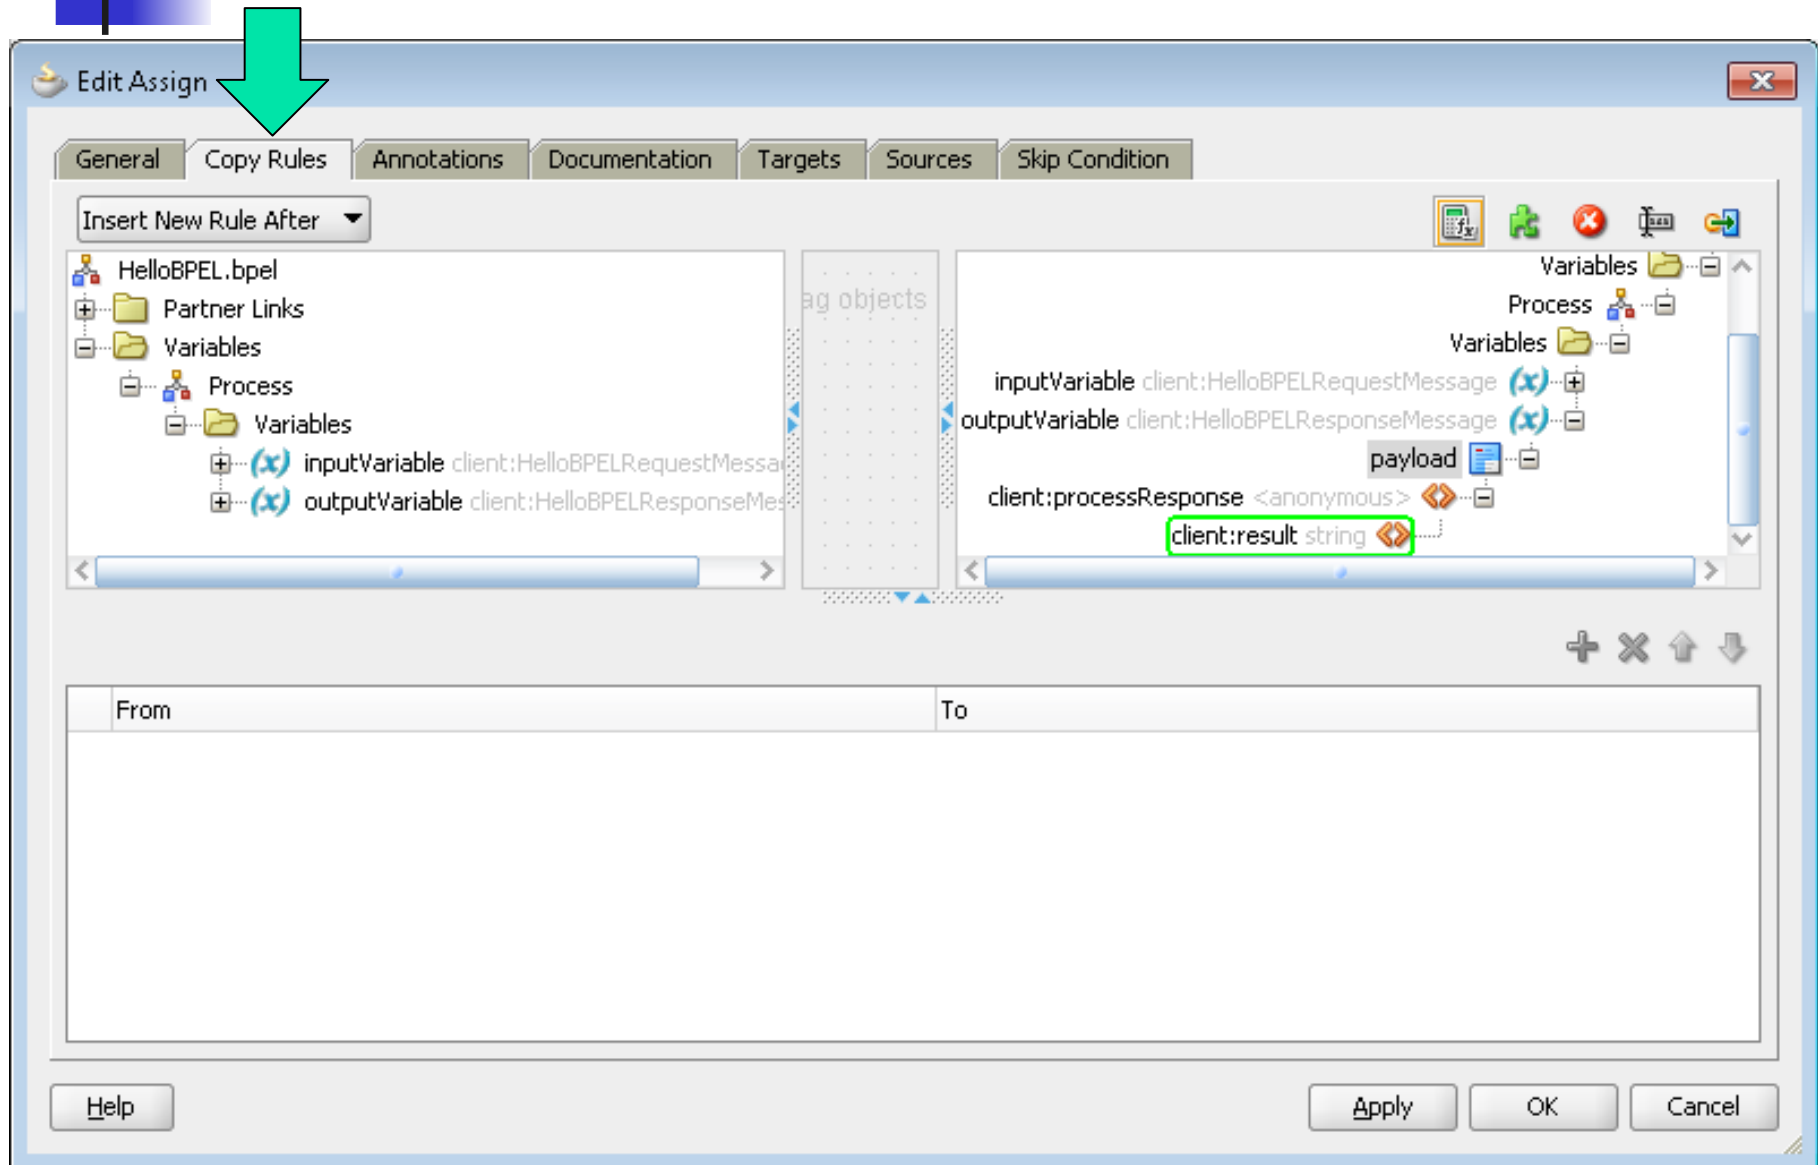 Edit Assign
General Copy Rules Annotations Documentation Targets Sources Skip Condition
Insert New Rule After
HelloBPEL.bpel
Partner Links
Variables
Process
Variables
inputVariable client:HelloBPELRequestMessa
outputVariable client:HelloBPELResponseMes
ag objects
Variables
Process
Variables
inputVariable client:HelloBPELRequestMessage
outputVariable client:HelloBPELResponseMessage
payload
client:processResponse <anonymous>
client:result string
From To
Help Apply OK Cancel